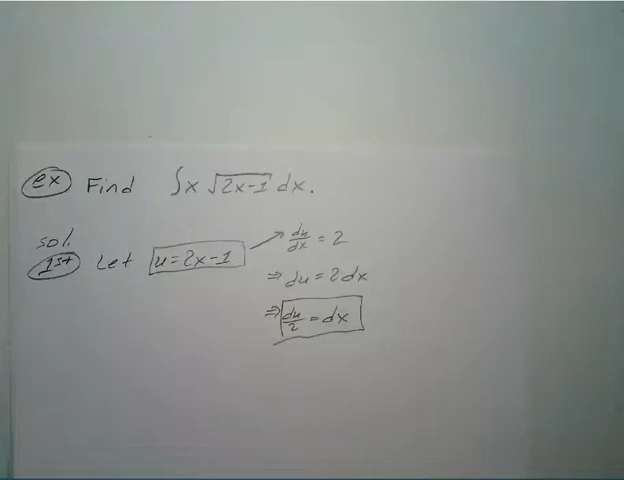 ex Find ∫x √2x-1 dx.
sol.
1st Let u=2x-1 → du/dx = 2
⇒ du = 2dx
⇒ du/2 = dx